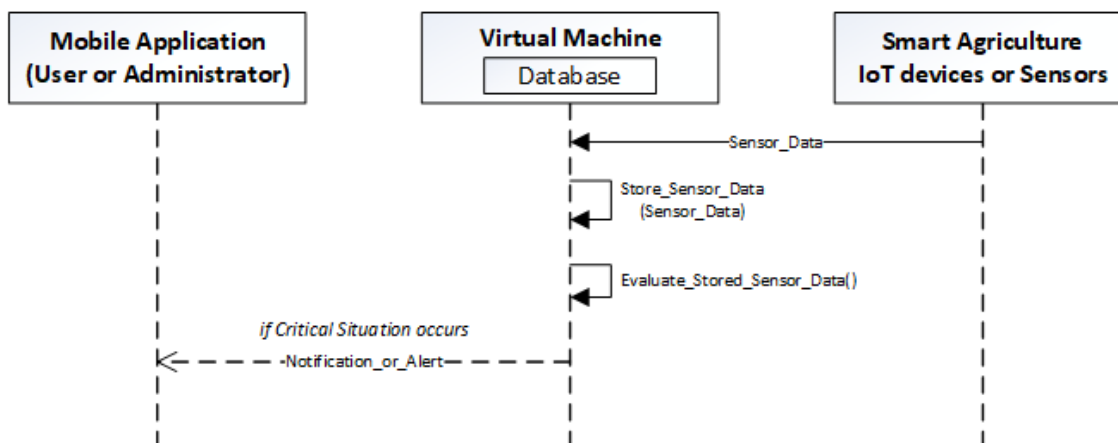 Mobile Application
(User or Administrator)
Virtual Machine
Database
Smart Agriculture
IoT devices or Sensors
Sensor_Data
Store_Sensor_Data
(Sensor_Data)
Evaluate_Stored_Sensor_Data()
if Critical Situation occurs
Notification_or_Alert